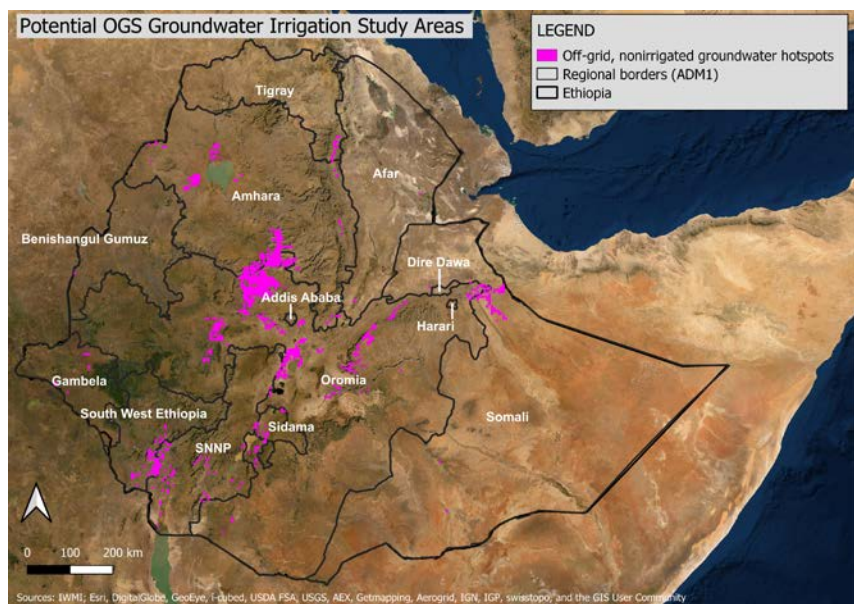 Potential OGS Groundwater Irrigation Study Areas
LEGEND
Off-grid, nonirrigated groundwater hotspots
Regional borders (ADM1)
Ethiopia
Tigray
Afar
Amhara
Benishangul Gumuz
Dire Dawa
Addis Ababa
Harari
Gambela
Oromia
South West Ethiopia
Somali
Sidama
SNNP
0 100 200 km
Sources: IWMI; Esri, DigitalGlobe, GeoEye, i-cubed, USDA FSA, USGS, AEX, Getmapping, Aerogrid, IGN, IGP, swisstopo, and the GIS User Community